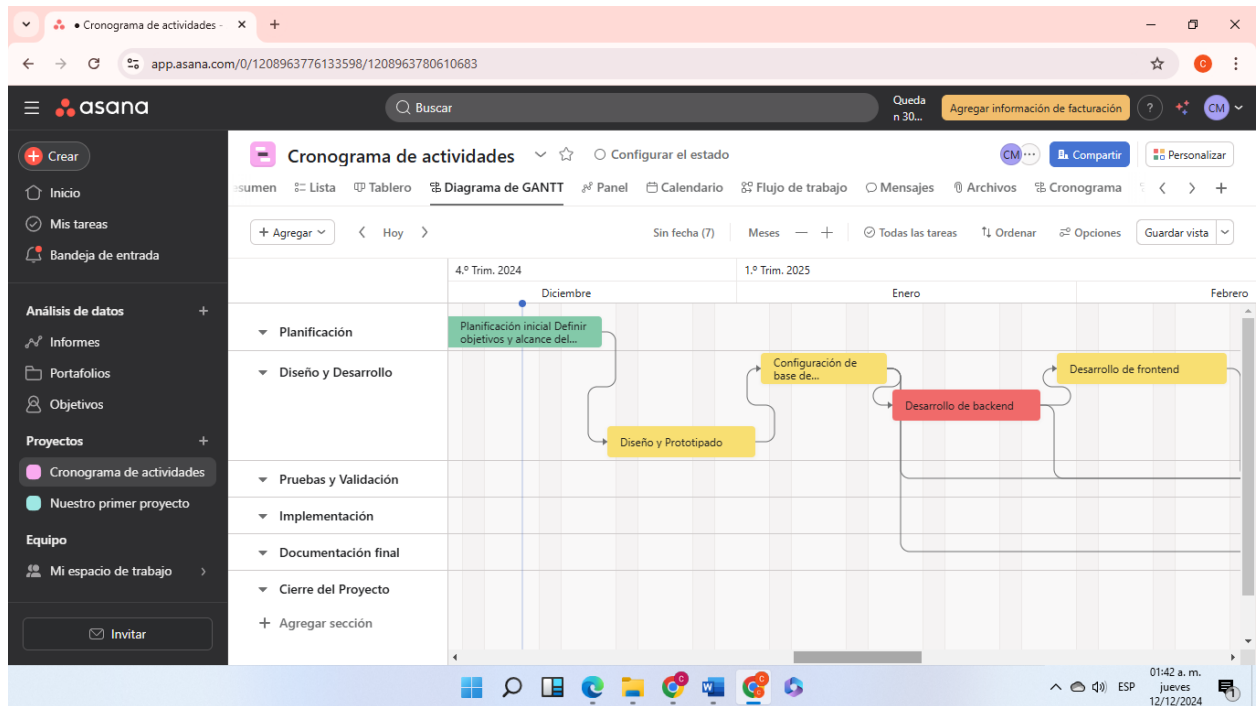 Cronograma de actividades -
app.asana.com/0/1208963776133598/1208963780610683
C
asana
Buscar
Queda
n 30...
Agregar información de facturación
?
CM
Crear
Inicio
Mis tareas
Bandeja de entrada
Análisis de datos
Informes
Portafolios
Objetivos
Proyectos
Cronograma de actividades
Nuestro primer proyecto
Equipo
Mi espacio de trabajo
Invitar
Cronograma de actividades
Configurar el estado
CM
Compartir
Personalizar
esumen Lista Tablero Diagrama de GANTT Panel Calendario Flujo de trabajo Mensajes Archivos Cronograma
+ Agregar Hoy Sin fecha (7) Meses — + Todas las tareas Ordenar Opciones Guardar vista
4.º Trim. 2024 1.º Trim. 2025
Diciembre Enero Febrero
Planificación
Planificación inicial Definir
objetivos y alcance del...
Diseño y Desarrollo
Configuración de
base de...
Desarrollo de frontend
Desarrollo de backend
Diseño y Prototipado
Pruebas y Validación
Implementación
Documentación final
Cierre del Proyecto
+ Agregar sección
ESP
01:42 a. m.
jueves
12/12/2024
1